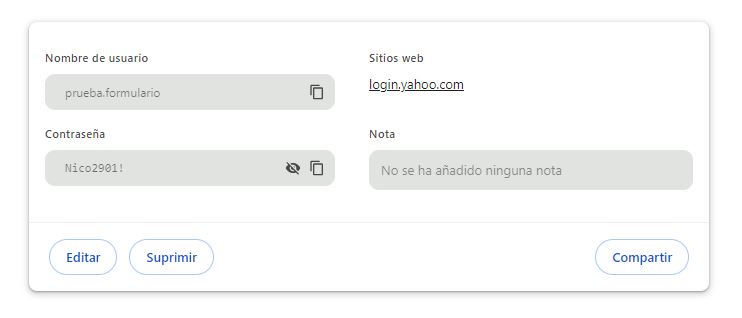 Nombre de usuario
prueba.formulario
Sitios web
login.yahoo.com
Contraseña
Nico2901!
Nota
No se ha añadido ninguna nota
Editar
Suprimir
Compartir